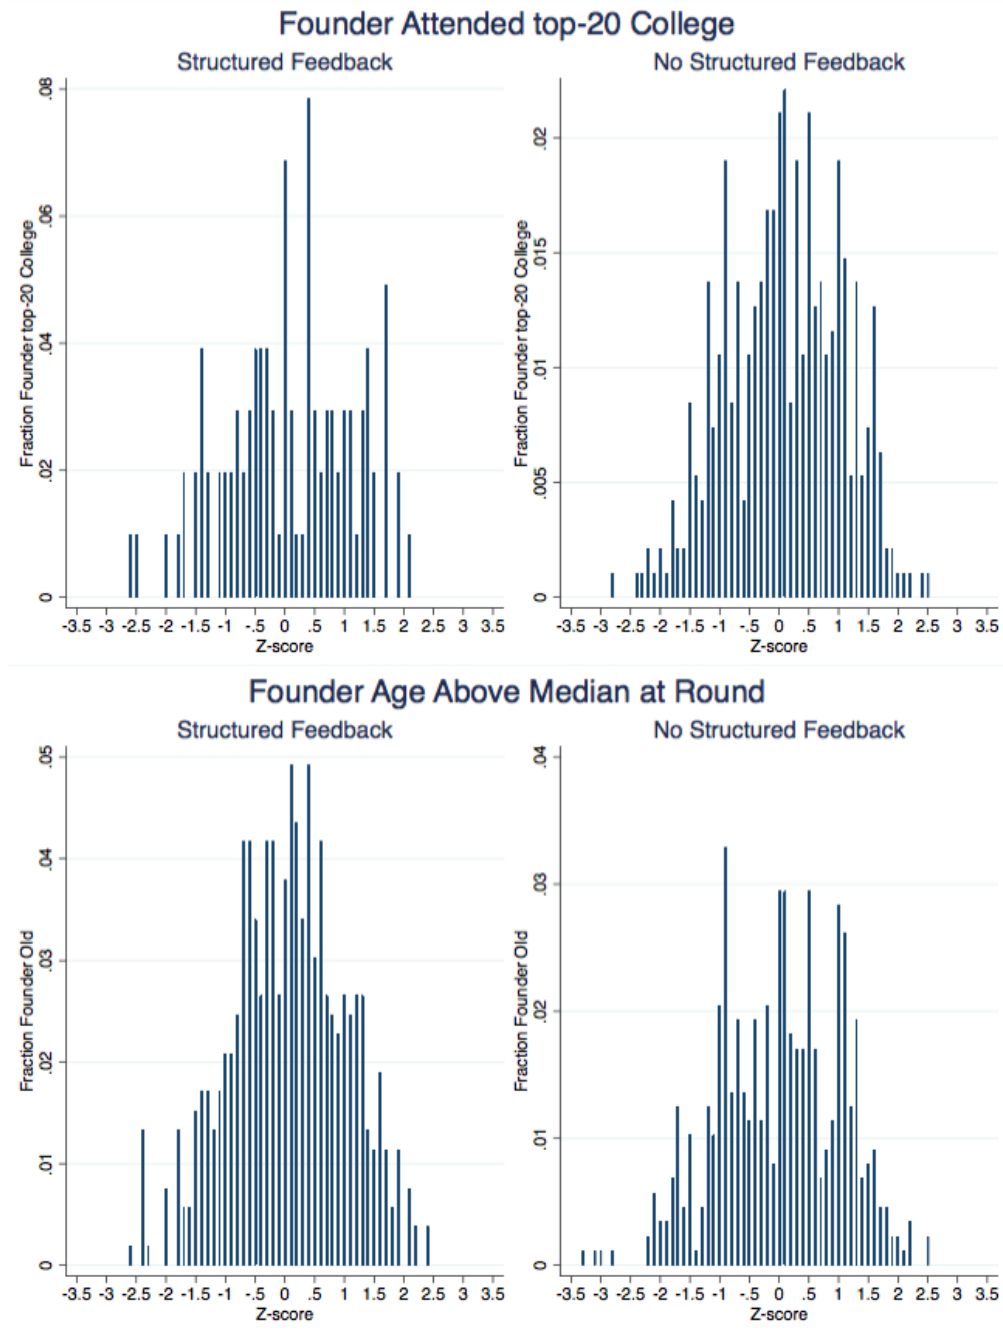 Founder Attended top-20 College
Structured Feedback
No Structured Feedback
Fraction Founder top-20 College
.08
.06
.04
.02
0
-3.5 -3 -2.5 -2 -1.5 -1 -.5 0 .5 1 1.5 2 2.5 3 3.5
Z-score
Fraction Founder top-20 College
.02
.015
.01
.005
0
-3.5 -3 -2.5 -2 -1.5 -1 -.5 0 .5 1 1.5 2 2.5 3 3.5
Z-score
Founder Age Above Median at Round
Structured Feedback
No Structured Feedback
Fraction Founder Old
.05
.04
.03
.02
.01
0
-3.5 -3 -2.5 -2 -1.5 -1 -.5 0 .5 1 1.5 2 2.5 3 3.5
Z-score
Fraction Founder Old
.04
.03
.02
.01
0
-3.5 -3 -2.5 -2 -1.5 -1 -.5 0 .5 1 1.5 2 2.5 3 3.5
Z-score